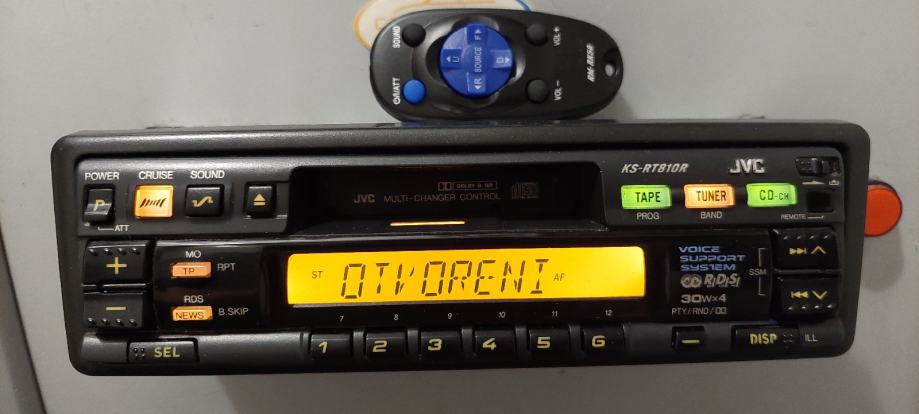 SOUND
F
VOL+
U SOURCE D
RM-RK50
/I/ATT
R
VOL−
POWER
CRUISE
SOUND
DOLBY B NR
JVC MULTI-CHANGER CONTROL
KS-RT810R
JVC
TAPE
TUNER
CD-CH
PROG
BAND
REMOTE
ATT
MO
TP
RPT
ST OTVORENI AF
VOICE
SUPPORT
SYSTEM
RDS
SSM
RDS
NEWS
B.SKIP
30W×4
PTY/RND/
7 8 9 10 11 12
+
−
SEL
1 2 3 4 5 6
−
DISP
ILL